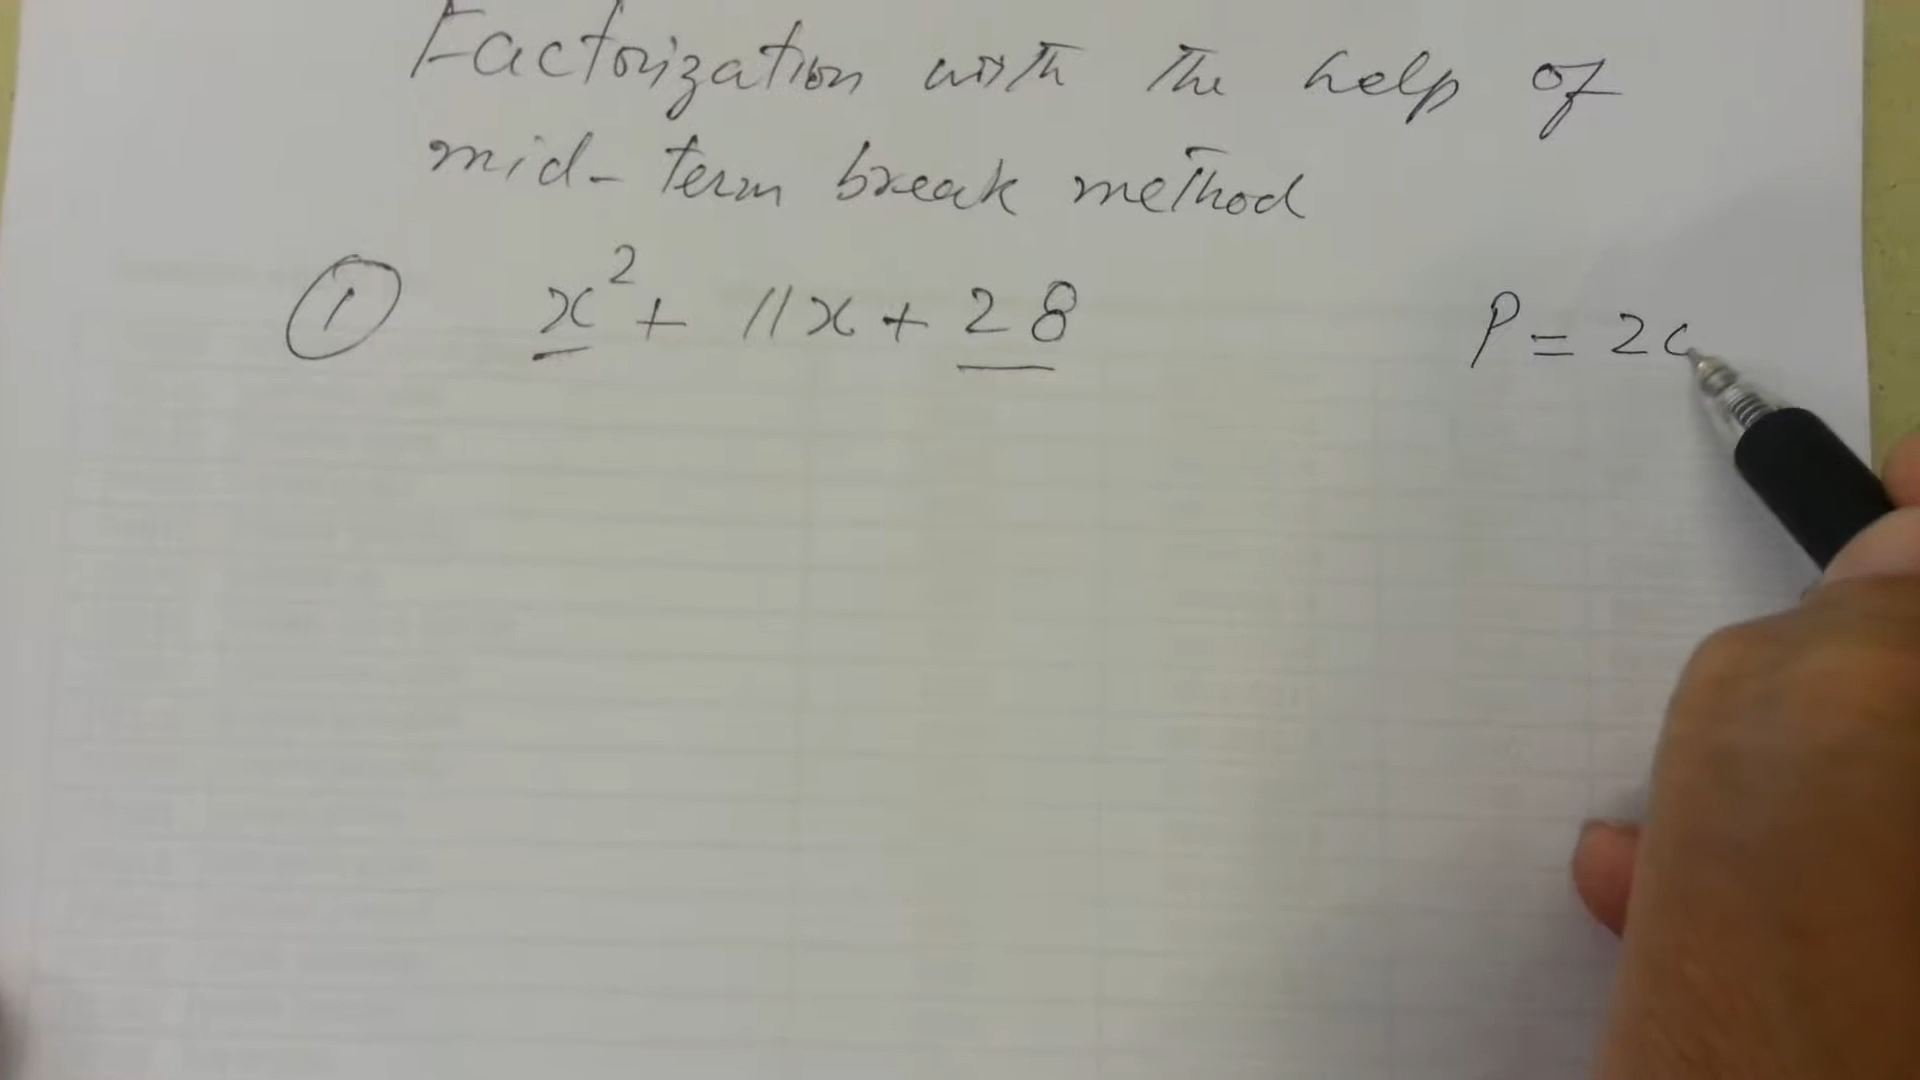 Factorization with the help of
mid-term break method
① x² + 11x + 28
P = 2